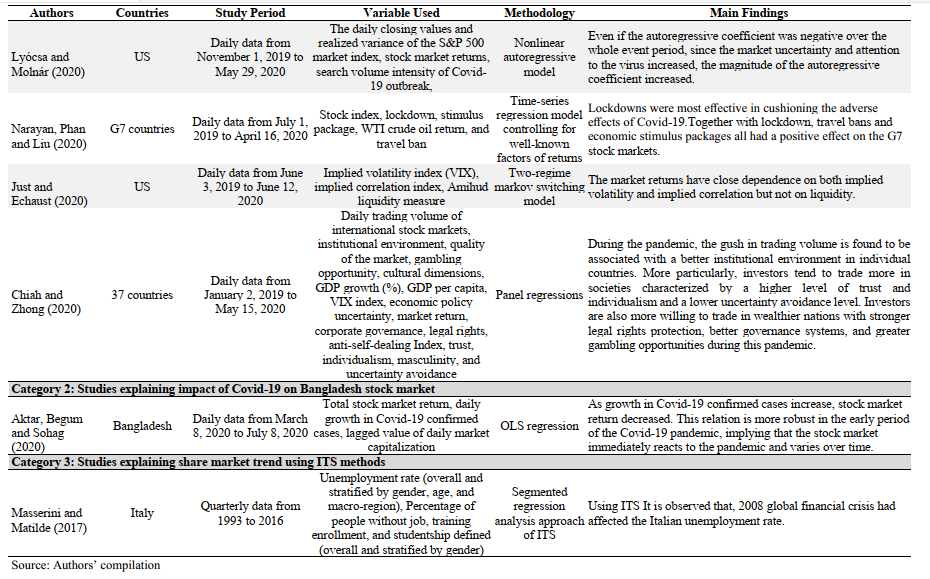 Authors Countries Study Period Variable Used Methodology Main Findings
Lyócsa and
Molnár (2020)
US
Daily data from
November 1, 2019 to
May 29, 2020
The daily closing values and
realized variance of the S&P 500
market index, stock market returns,
search volume intensity of Covid-
19 outbreak,
Nonlinear
autoregressive
model
Even if the autoregressive coefficient was negative over the
whole event period, since the market uncertainty and attention
to the virus increased, the magnitude of the autoregressive
coefficient increased.
Narayan, Phan
and Liu (2020)
G7 countries
Daily data from July 1,
2019 to April 16, 2020
Stock index, lockdown, stimulus
package, WTI crude oil return, and
travel ban
Time-series
regression model
controlling for
well-known
factors of returns
Lockdowns were most effective in cushioning the adverse
effects of Covid-19.Together with lockdown, travel bans and
economic stimulus packages all had a positive effect on the G7
stock markets.
Just and
Echaust (2020)
US
Daily data from June
3, 2019 to June 12,
2020
Implied volatility index (VIX),
implied correlation index, Amihud
liquidity measure
Two-regime
markov switching
model
The market returns have close dependence on both implied
volatility and implied correlation but not on liquidity.
Chiah and
Zhong (2020)
37 countries
Daily data from
January 2, 2019 to
May 15, 2020
Daily trading volume of
international stock markets,
institutional environment, quality
of the market, gambling
opportunity, cultural dimensions,
GDP growth (%), GDP per capita,
VIX index, economic policy
uncertainty, market return,
corporate governance, legal rights,
anti-self-dealing Index, trust,
individualism, masculinity, and
uncertainty avoidance
Panel regressions
During the pandemic, the gush in trading volume is found to be
associated with a better institutional environment in individual
countries. More particularly, investors tend to trade more in
societies characterized by a higher level of trust and
individualism and a lower uncertainty avoidance level. Investors
are also more willing to trade in wealthier nations with stronger
legal rights protection, better governance systems, and greater
gambling opportunities during this pandemic.
Category 2: Studies explaining impact of Covid-19 on Bangladesh stock market
Aktar, Begum
and Sohag
(2020)
Bangladesh
Daily data from March
8, 2020 to July 8, 2020
Total stock market return, daily
growth in Covid-19 confirmed
cases, lagged value of daily market
capitalization
OLS regression
As growth in Covid-19 confirmed cases increase, stock market
return decreased. This relation is more robust in the early period
of the Covid-19 pandemic, implying that the stock market
immediately reacts to the pandemic and varies over time.
Category 3: Studies explaining share market trend using ITS methods
Masserini and
Matilde (2017)
Italy
Quarterly data from
1993 to 2016
Unemployment rate (overall and
stratified by gender, age, and
macro-region), Percentage of
people without job, training
enrollment, and studentship defined
(overall and stratified by gender)
Segmented
regression
analysis approach
of ITS
Using ITS It is observed that, 2008 global financial crisis had
affected the Italian unemployment rate.
Source: Authors' compilation